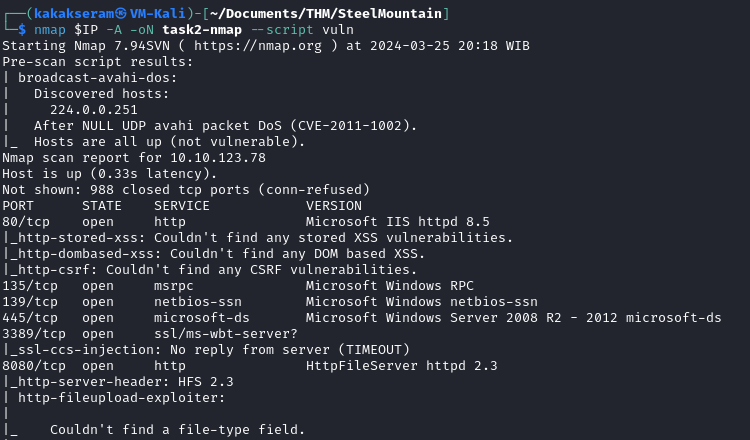 ┌──(kakakseram㉿VM-Kali)-[~/Documents/THM/SteelMountain]
└─$ nmap $IP -A -oN task2-nmap --script vuln
Starting Nmap 7.94SVN ( https://nmap.org ) at 2024-03-25 20:18 WIB
Pre-scan script results:
| broadcast-avahi-dos:
|   Discovered hosts:
|     224.0.0.251
|   After NULL UDP avahi packet DoS (CVE-2011-1002).
|_  Hosts are all up (not vulnerable).
Nmap scan report for 10.10.123.78
Host is up (0.33s latency).
Not shown: 988 closed tcp ports (conn-refused)
PORT      STATE  SERVICE            VERSION
80/tcp    open   http               Microsoft IIS httpd 8.5
|_http-stored-xss: Couldn't find any stored XSS vulnerabilities.
|_http-dombased-xss: Couldn't find any DOM based XSS.
|_http-csrf: Couldn't find any CSRF vulnerabilities.
135/tcp   open   msrpc              Microsoft Windows RPC
139/tcp   open   netbios-ssn        Microsoft Windows netbios-ssn
445/tcp   open   microsoft-ds       Microsoft Windows Server 2008 R2 - 2012 microsoft-ds
3389/tcp  open   ssl/ms-wbt-server?
|_ssl-ccs-injection: No reply from server (TIMEOUT)
8080/tcp  open   http               HttpFileServer httpd 2.3
|_http-server-header: HFS 2.3
| http-fileupload-exploiter:
|
|_    Couldn't find a file-type field.